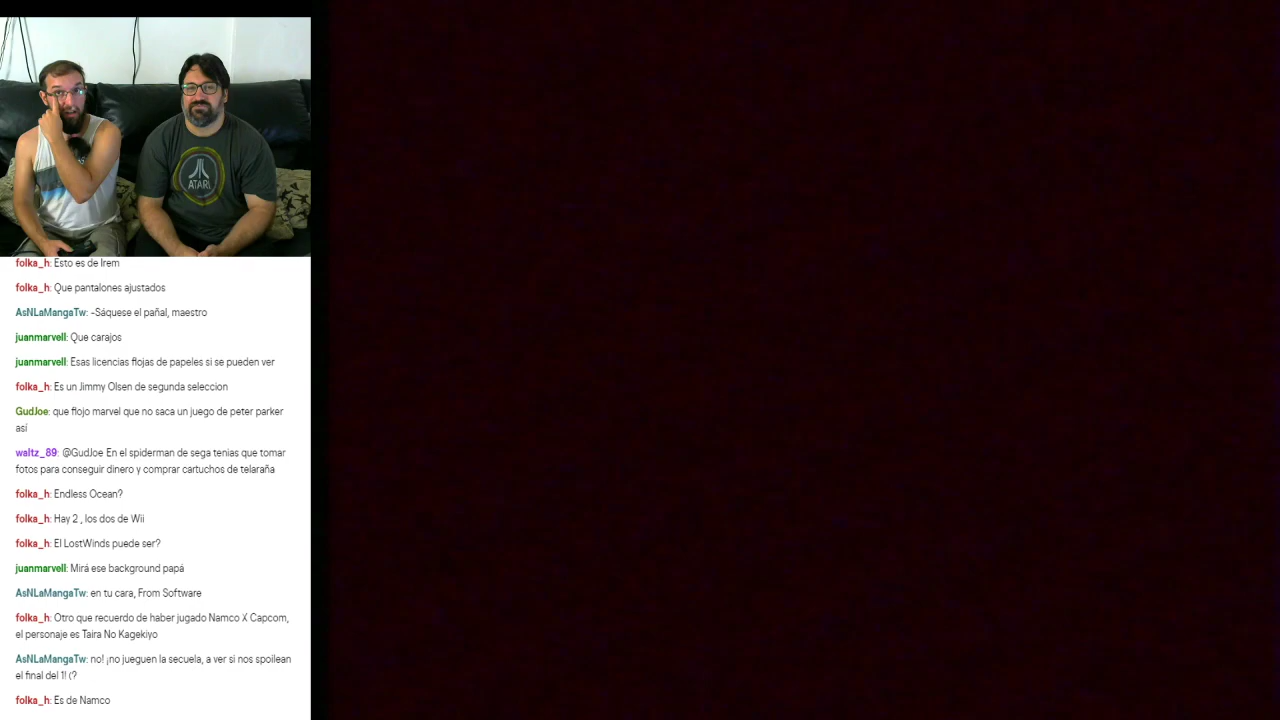 ATARI
folka_h: Esto es de Irem
folka_h: Que pantalones ajustados
AsNLaMangaTw: -Sáquese el pañal, maestro
juanmarvell: Que carajos
juanmarvell: Esas licencias flojas de papeles si se pueden ver
folka_h: Es un Jimmy Olsen de segunda seleccion
GudJoe: que flojo marvel que no saca un juego de peter parker
así
waltz_89: @GudJoe En el spiderman de sega tenias que tomar
fotos para conseguir dinero y comprar cartuchos de telaraña
folka_h: Endless Ocean?
folka_h: Hay 2 , los dos de Wii
folka_h: El LostWinds puede ser?
juanmarvell: Mirá ese background papá
AsNLaMangaTw: en tu cara, From Software
folka_h: Otro que recuerdo de haber jugado Namco X Capcom,
el personaje es Taira No Kagekiyo
AsNLaMangaTw: no! ¡no jueguen la secuela, a ver si nos spoilean
el final del 1! (?
folka_h: Es de Namco